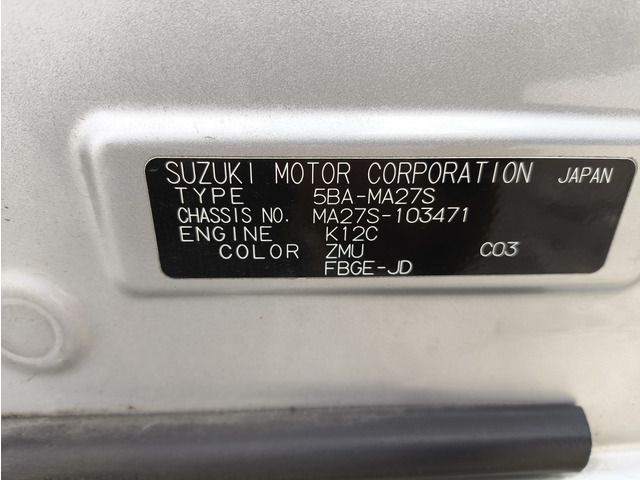 SUZUKI MOTOR CORPORATION JAPAN
TYPE 5BA-MA27S
CHASSIS NO. MA27S-103471
ENGINE K12C
COLOR ZMU C03
FBGE-JD